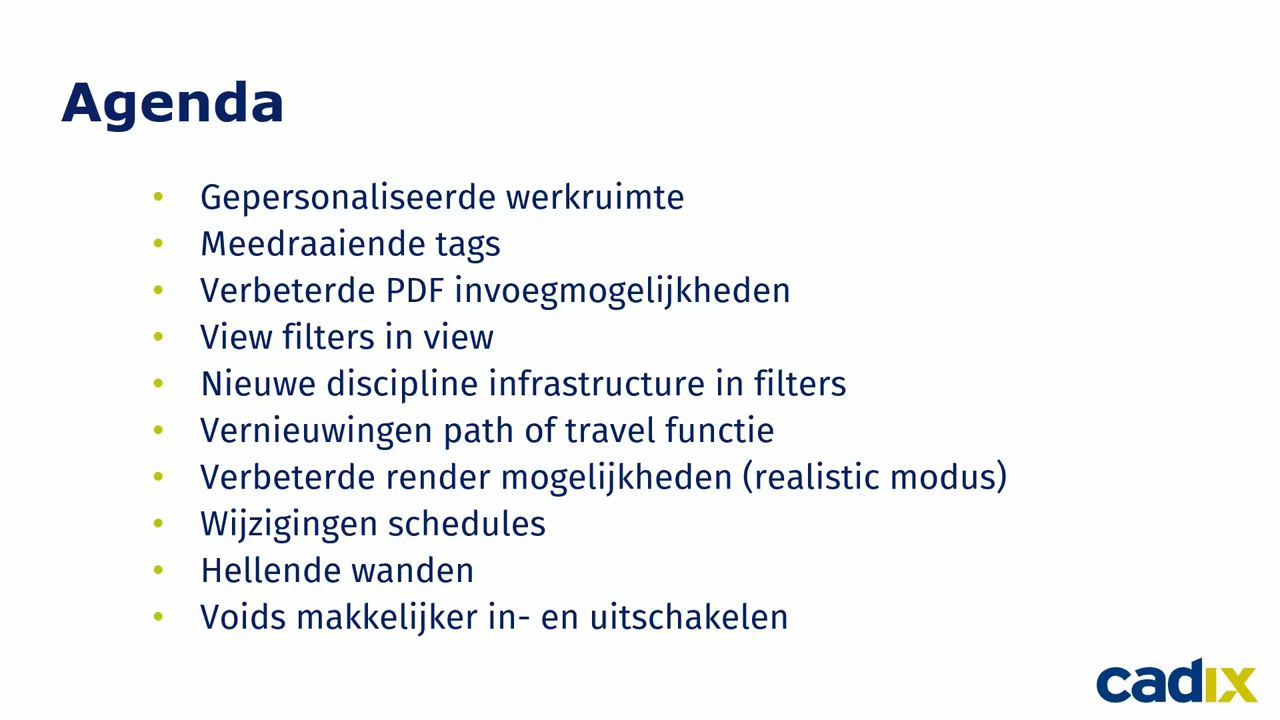 Agenda
• Gepersonaliseerde werkruimte
• Meedraaiende tags
• Verbeterde PDF invoegmogelijkheden
• View filters in view
• Nieuwe discipline infrastructure in filters
• Vernieuwingen path of travel functie
• Verbeterde render mogelijkheden (realistic modus)
• Wijzigingen schedules
• Hellende wanden
• Voids makkelijker in- en uitschakelen
cadix